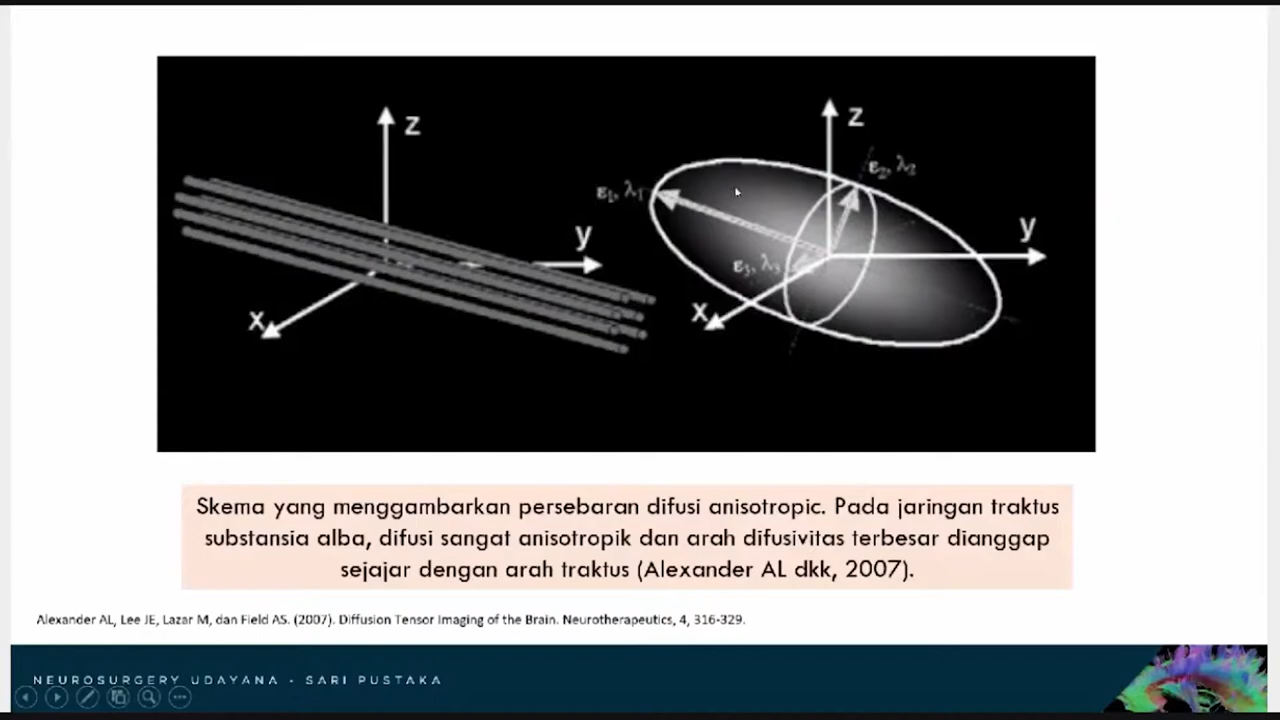 z
z
ε₂, λ₂
ε₁, λ₁
y
y
ε₃, λ₃
x
x
Skema yang menggambarkan persebaran difusi anisotropic. Pada jaringan traktus
substansia alba, difusi sangat anisotropik dan arah difusivitas terbesar dianggap
sejajar dengan arah traktus (Alexander AL dkk, 2007).
Alexander AL, Lee JE, Lazar M, dan Field AS. (2007). Diffusion Tensor Imaging of the Brain. Neurotherapeutics, 4, 316-329.
NEUROSURGERY UDAYANA - SARI PUSTAKA